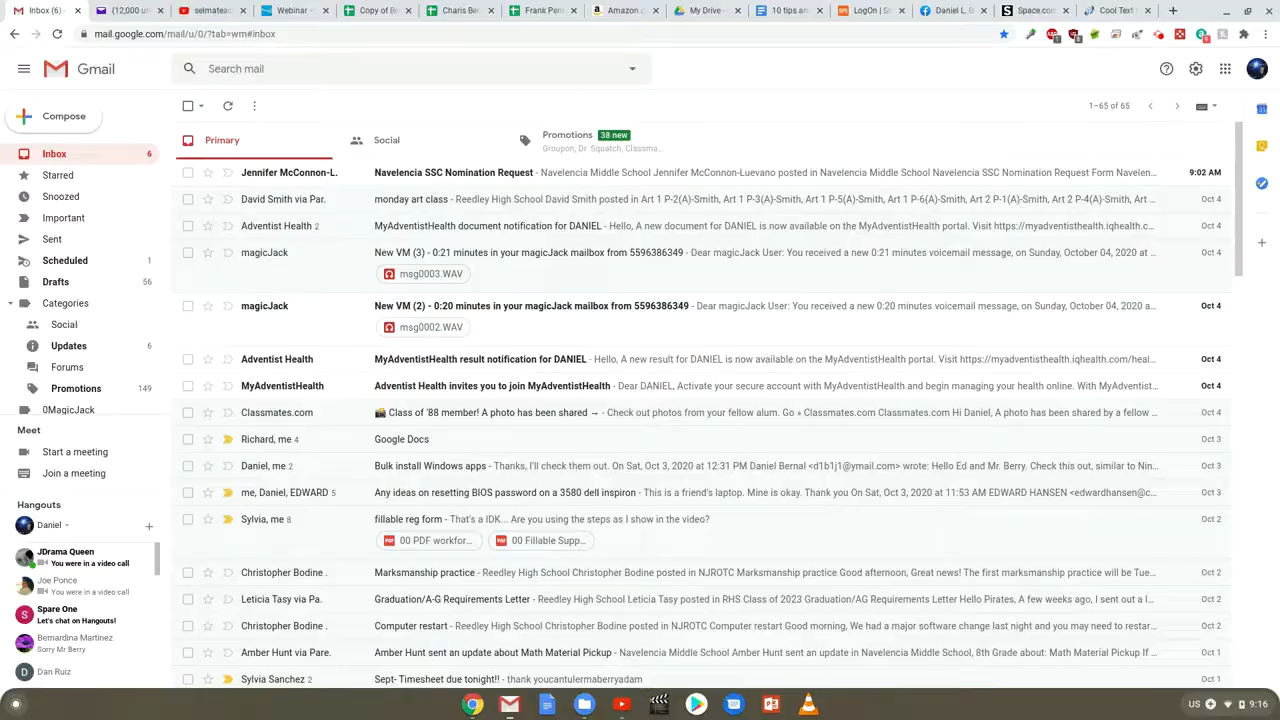 Inbox (6)
(12,000 un
selmateac
Webinar –
Copy of Be
Charis Ben
Frank Pen
Amazon.c
My Drive -
10 tips an
LogOn | St
Daniel L. B
Space.com
Cool Text
mail.google.com/mail/u/0/?tab=wm#inbox
Gmail
Search mail
Compose
1–65 of 65
Primary
Social
Promotions 38 new
Groupon, Dr. Squatch, Classma...
Inbox 6
Starred
Snoozed
Important
Sent
Scheduled 1
Drafts 56
Categories
Social
Updates 6
Forums
Promotions 149
0MagicJack
Meet
Start a meeting
Join a meeting
Hangouts
Daniel
JDrama Queen
You were in a video call
Joe Ponce
You were in a video call
S
Spare One
Let's chat on Hangouts!
Bernardina Martinez
Sorry Mr Berry
D
Dan Ruiz
Jennifer McConnon-L. Navelencia SSC Nomination Request - Navelencia Middle School Jennifer McConnon-Luevano posted in Navelencia Middle School Navelencia SSC Nomination Request Form Navelen... 9:02 AM
David Smith via Par. monday art class - Reedley High School David Smith posted in Art 1 P-2(A)-Smith, Art 1 P-3(A)-Smith, Art 1 P-5(A)-Smith, Art 1 P-6(A)-Smith, Art 2 P-1(A)-Smith, Art 2 P-4(A)-Smith, Art ... Oct 4
Adventist Health 2 MyAdventistHealth document notification for DANIEL - Hello, A new document for DANIEL is now available on the MyAdventistHealth portal. Visit https://myadventisthealth.iqhealth.c... Oct 4
magicJack New VM (3) - 0:21 minutes in your magicJack mailbox from 5596386349 - Dear magicJack User: You received a new 0:21 minutes voicemail message, on Sunday, October 04, 2020 at ... Oct 4
msg0003.WAV
magicJack New VM (2) - 0:20 minutes in your magicJack mailbox from 5596386349 - Dear magicJack User: You received a new 0:20 minutes voicemail message, on Sunday, October 04, 2020 a... Oct 4
msg0002.WAV
Adventist Health MyAdventistHealth result notification for DANIEL - Hello, A new result for DANIEL is now available on the MyAdventistHealth portal. Visit https://myadventisthealth.iqhealth.com/heal... Oct 4
MyAdventistHealth Adventist Health invites you to join MyAdventistHealth - Dear DANIEL, Activate your secure account with MyAdventistHealth and begin managing your health online. With MyAdventist... Oct 4
Classmates.com 📸 Class of '88 member! A photo has been shared → - Check out photos from your fellow alum. Go » Classmates.com Classmates.com Hi Daniel, A photo has been shared by a fellow ... Oct 4
Richard, me 4 Google Docs Oct 3
Daniel, me 2 Bulk install Windows apps - Thanks, I'll check them out. On Sat, Oct 3, 2020 at 12:31 PM Daniel Bernal <d1b1j1@ymail.com> wrote: Hello Ed and Mr. Berry. Check this out, similar to Nin... Oct 3
me, Daniel, EDWARD 5 Any ideas on resetting BIOS password on a 3580 dell inspiron - This is a friend's laptop. Mine is okay. Thank you On Sat, Oct 3, 2020 at 11:53 AM EDWARD HANSEN <edwardhansen@c... Oct 3
Sylvia, me 8 fillable reg form - That's a IDK... Are you using the steps as I show in the video? Oct 2
PDF 00 PDF workfor... PDF 00 Fillable Supp...
Christopher Bodine . Marksmanship practice - Reedley High School Christopher Bodine posted in NJROTC Marksmanship practice Good afternoon, Great news! The first marksmanship practice will be Tue... Oct 2
Leticia Tasy via Pa. Graduation/A-G Requirements Letter - Reedley High School Leticia Tasy posted in RHS Class of 2023 Graduation/AG Requirements Letter Hello Pirates, A few weeks ago, I sent out a l... Oct 2
Christopher Bodine . Computer restart - Reedley High School Christopher Bodine posted in NJROTC Computer restart Good morning, We had a major software change last night and you may need to restar... Oct 2
Amber Hunt via Pare. Amber Hunt sent an update about Math Material Pickup - Navelencia Middle School Amber Hunt sent an update in Navelencia Middle School, 8th Grade about: Math Material Pickup If ... Oct 1
Sylvia Sanchez 2 Sept- Timesheet due tonight!! - thank youcantulermaberryadam Oct 1
US 9:16